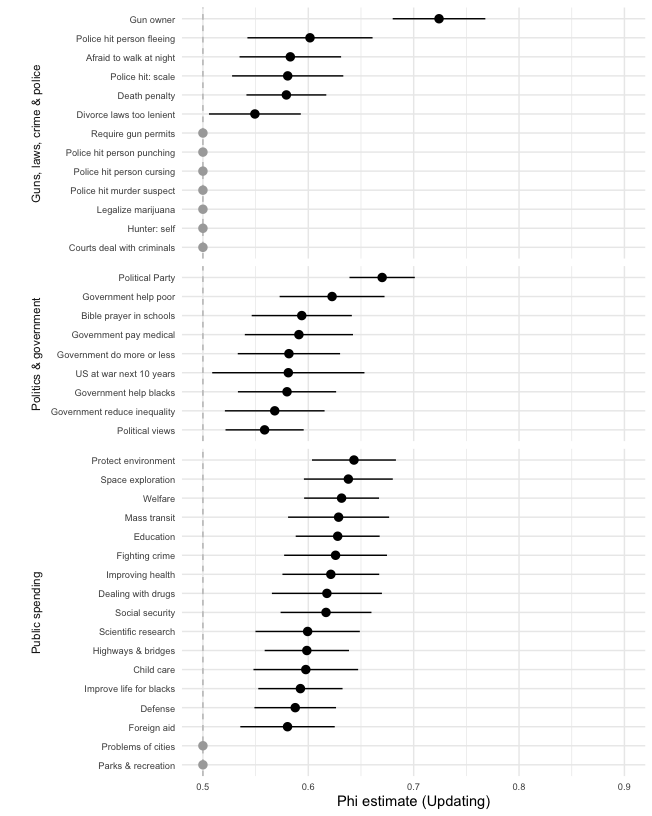 Guns, laws, crime & police
Gun owner
Police hit person fleeing
Afraid to walk at night
Police hit: scale
Death penalty
Divorce laws too lenient
Require gun permits
Police hit person punching
Police hit person cursing
Police hit murder suspect
Legalize marijuana
Hunter: self
Courts deal with criminals
Politics & government
Political Party
Government help poor
Bible prayer in schools
Government pay medical
Government do more or less
US at war next 10 years
Government help blacks
Government reduce inequality
Political views
Public spending
Protect environment
Space exploration
Welfare
Mass transit
Education
Fighting crime
Improving health
Dealing with drugs
Social security
Scientific research
Highways & bridges
Child care
Improve life for blacks
Defense
Foreign aid
Problems of cities
Parks & recreation
0.5 0.6 0.7 0.8 0.9
Phi estimate (Updating)